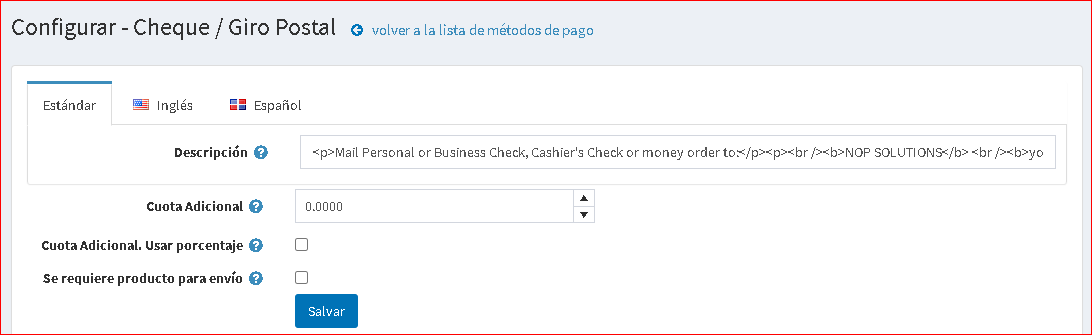 Configurar - Cheque / Giro Postal volver a la lista de métodos de pago
Estándar Inglés Español
Descripción <p>Mail Personal or Business Check, Cashier's Check or money order to:</p><p><br /><b>NOP SOLUTIONS</b> <br /><b>yo
Cuota Adicional 0.0000
Cuota Adicional. Usar porcentaje
Se requiere producto para envío
Salvar